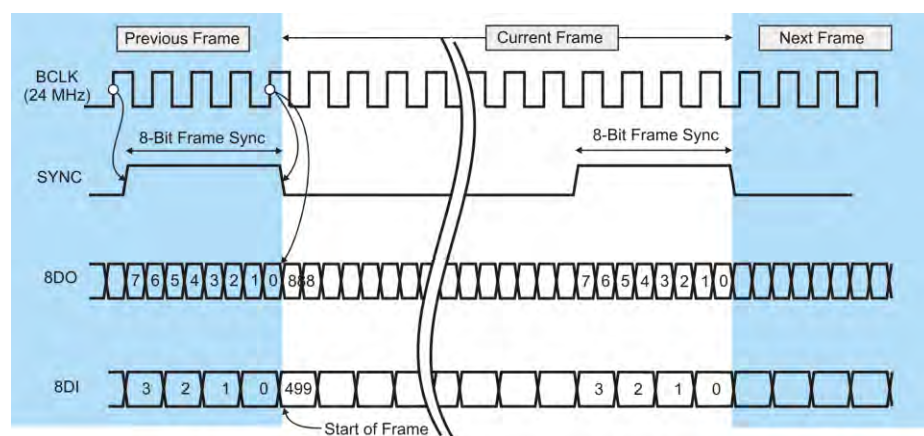 Previous Frame Current Frame Next Frame
BCLK
(24 MHz)
8-Bit Frame Sync 8-Bit Frame Sync
SYNC
8DO 7 6 5 4 3 2 1 0 888 7 6 5 4 3 2 1 0
8DI 3 2 1 0 499 3 2 1 0
Start of Frame